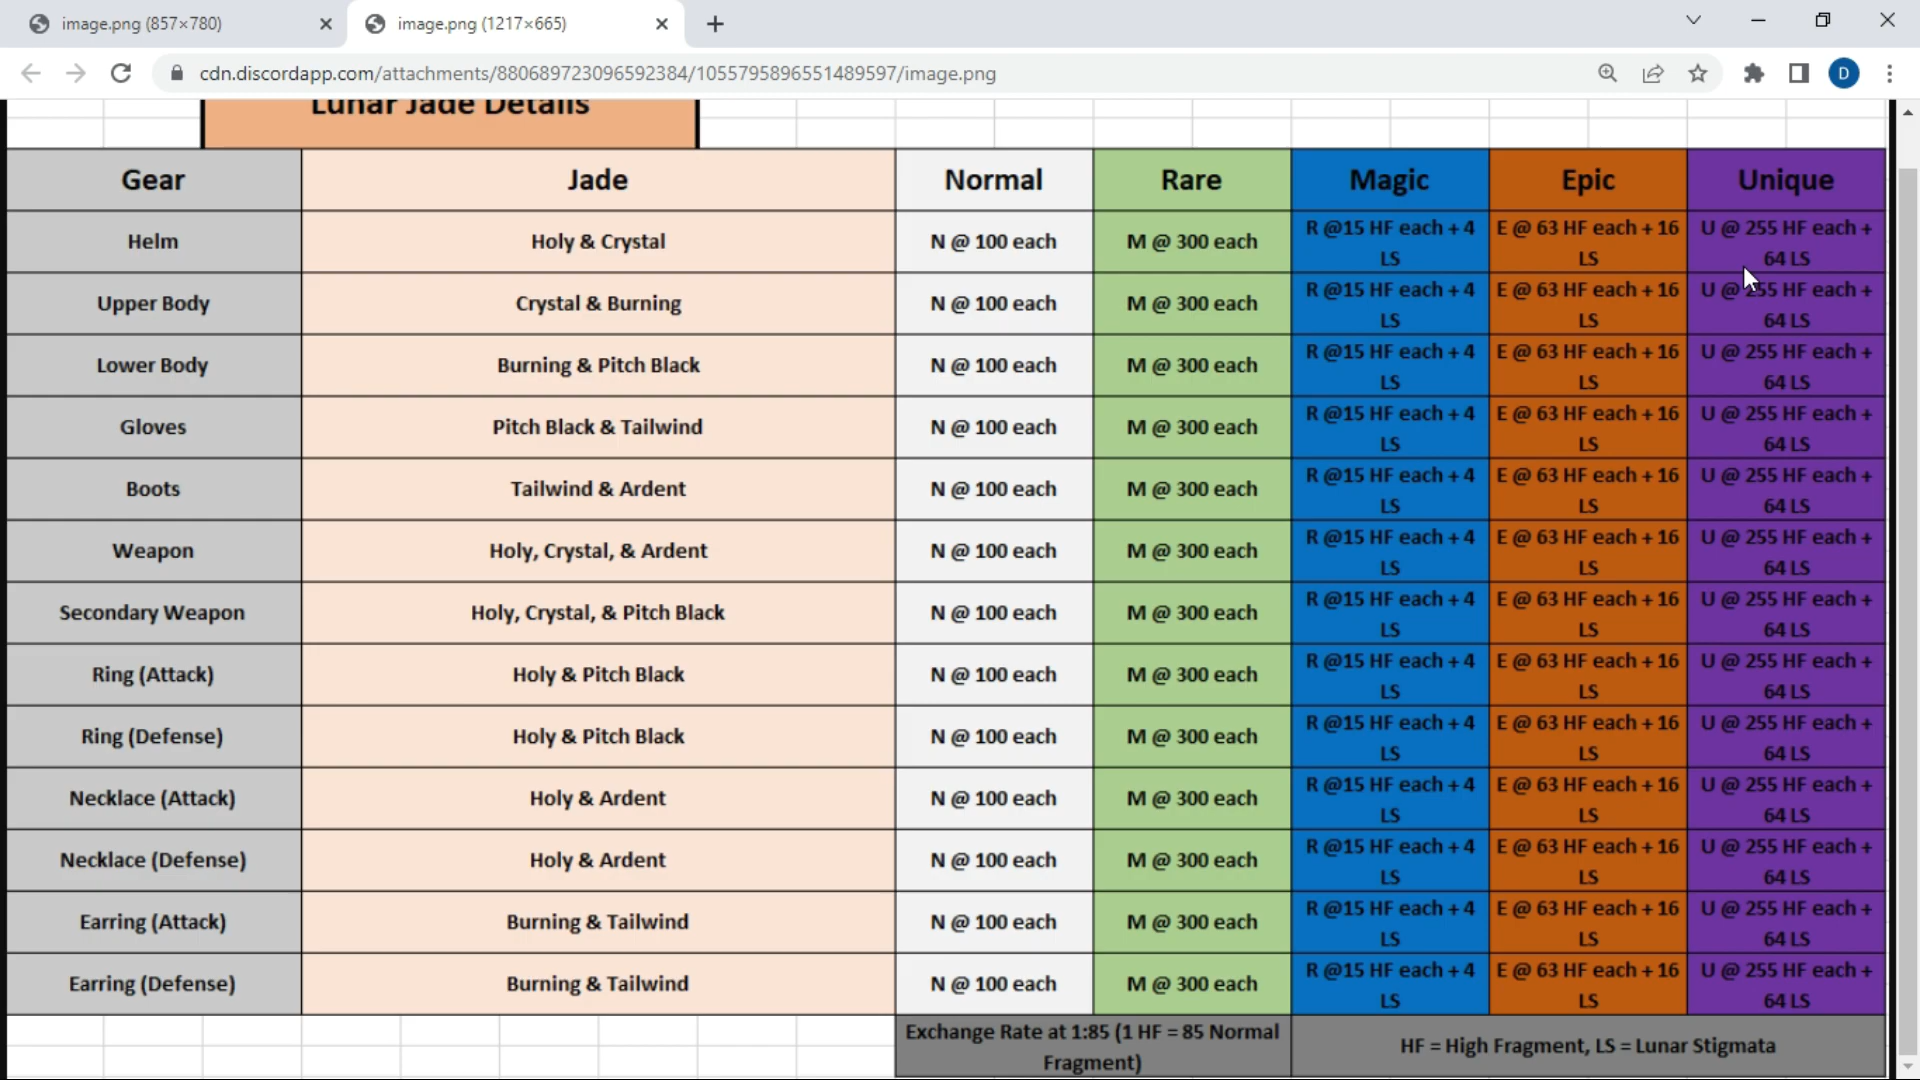 image.png (857×780)
image.png (1217×665)
cdn.discordapp.com/attachments/880689723096592384/1055795896551489597/image.png
D
Lunar Jade Details
Gear Jade Normal Rare Magic Epic Unique
Helm Holy & Crystal N @ 100 each M @ 300 each R @15 HF each + 4 LS E @ 63 HF each + 16 LS U @ 255 HF each + 64 LS
Upper Body Crystal & Burning N @ 100 each M @ 300 each R @15 HF each + 4 LS E @ 63 HF each + 16 LS U @ 255 HF each + 64 LS
Lower Body Burning & Pitch Black N @ 100 each M @ 300 each R @15 HF each + 4 LS E @ 63 HF each + 16 LS U @ 255 HF each + 64 LS
Gloves Pitch Black & Tailwind N @ 100 each M @ 300 each R @15 HF each + 4 LS E @ 63 HF each + 16 LS U @ 255 HF each + 64 LS
Boots Tailwind & Ardent N @ 100 each M @ 300 each R @15 HF each + 4 LS E @ 63 HF each + 16 LS U @ 255 HF each + 64 LS
Weapon Holy, Crystal, & Ardent N @ 100 each M @ 300 each R @15 HF each + 4 LS E @ 63 HF each + 16 LS U @ 255 HF each + 64 LS
Secondary Weapon Holy, Crystal, & Pitch Black N @ 100 each M @ 300 each R @15 HF each + 4 LS E @ 63 HF each + 16 LS U @ 255 HF each + 64 LS
Ring (Attack) Holy & Pitch Black N @ 100 each M @ 300 each R @15 HF each + 4 LS E @ 63 HF each + 16 LS U @ 255 HF each + 64 LS
Ring (Defense) Holy & Pitch Black N @ 100 each M @ 300 each R @15 HF each + 4 LS E @ 63 HF each + 16 LS U @ 255 HF each + 64 LS
Necklace (Attack) Holy & Ardent N @ 100 each M @ 300 each R @15 HF each + 4 LS E @ 63 HF each + 16 LS U @ 255 HF each + 64 LS
Necklace (Defense) Holy & Ardent N @ 100 each M @ 300 each R @15 HF each + 4 LS E @ 63 HF each + 16 LS U @ 255 HF each + 64 LS
Earring (Attack) Burning & Tailwind N @ 100 each M @ 300 each R @15 HF each + 4 LS E @ 63 HF each + 16 LS U @ 255 HF each + 64 LS
Earring (Defense) Burning & Tailwind N @ 100 each M @ 300 each R @15 HF each + 4 LS E @ 63 HF each + 16 LS U @ 255 HF each + 64 LS
Exchange Rate at 1:85 (1 HF = 85 Normal
Fragment)
HF = High Fragment, LS = Lunar Stigmata